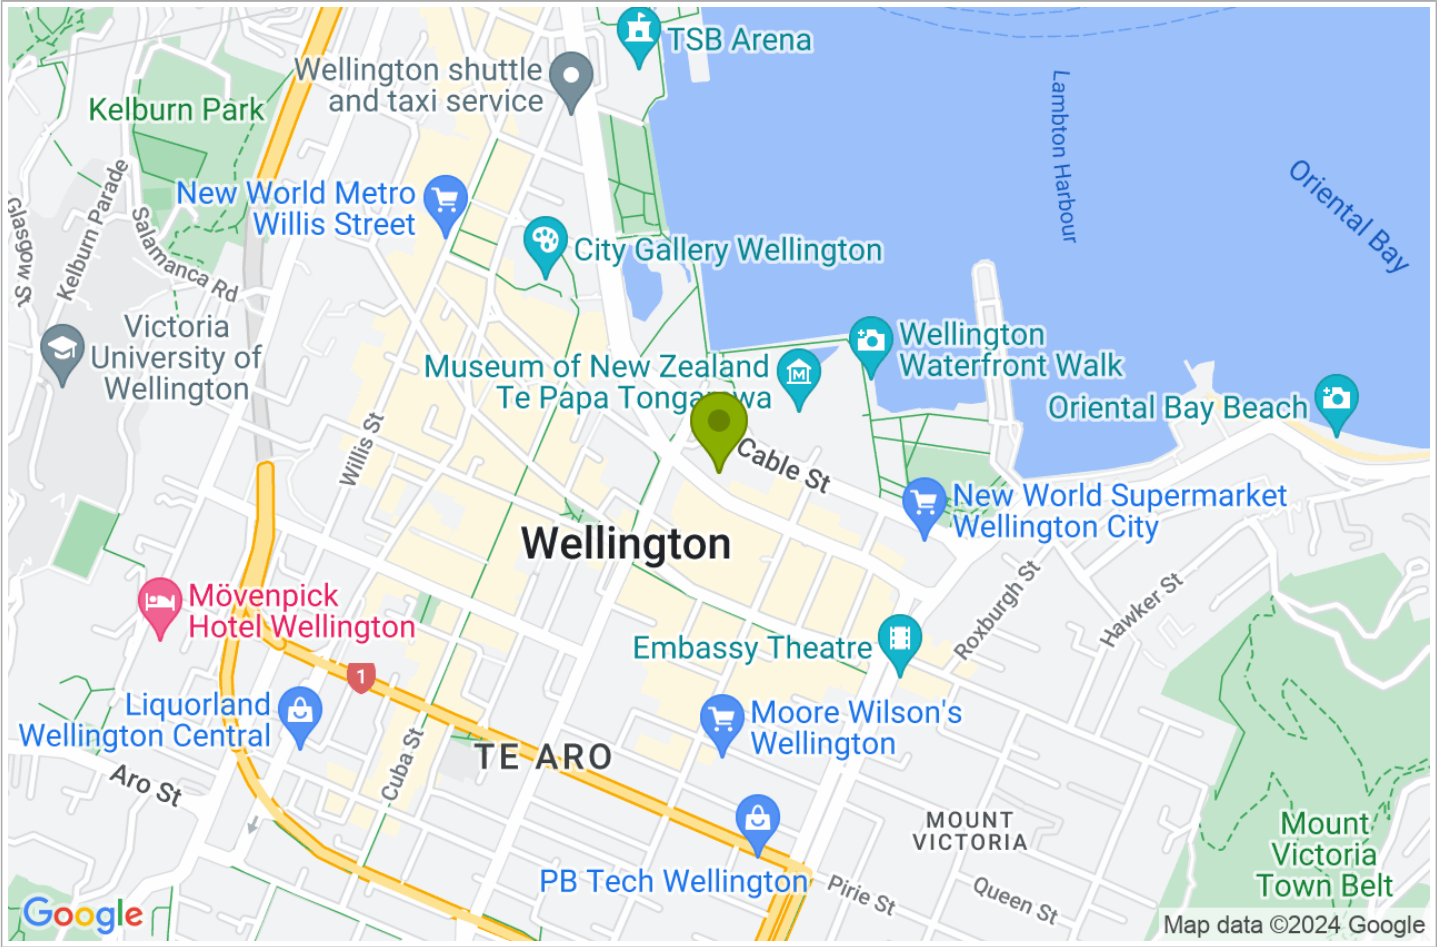 TSB Arena
Wellington shuttle
and taxi service
Kelburn Park
Lambton Harbour
Oriental Bay
Kelburn Parade
New World Metro
Willis Street
Glasgow St
Salamanca Rd
City Gallery Wellington
Victoria
University of
Wellington
Wellington
Waterfront Walk
Museum of New Zealand
Te Papa Tongarewa
Oriental Bay Beach
Willis St
Cable St
New World Supermarket
Wellington City
Wellington
Mövenpick
Hotel Wellington
Roxburgh St
Hawker St
Embassy Theatre
1
Liquorland
Wellington Central
Moore Wilson's
Wellington
Cuba St
TE ARO
Aro St
MOUNT
VICTORIA
Mount
Victoria
Town Belt
PB Tech Wellington
Pirie St
Queen St
Google
Map data ©2024 Google